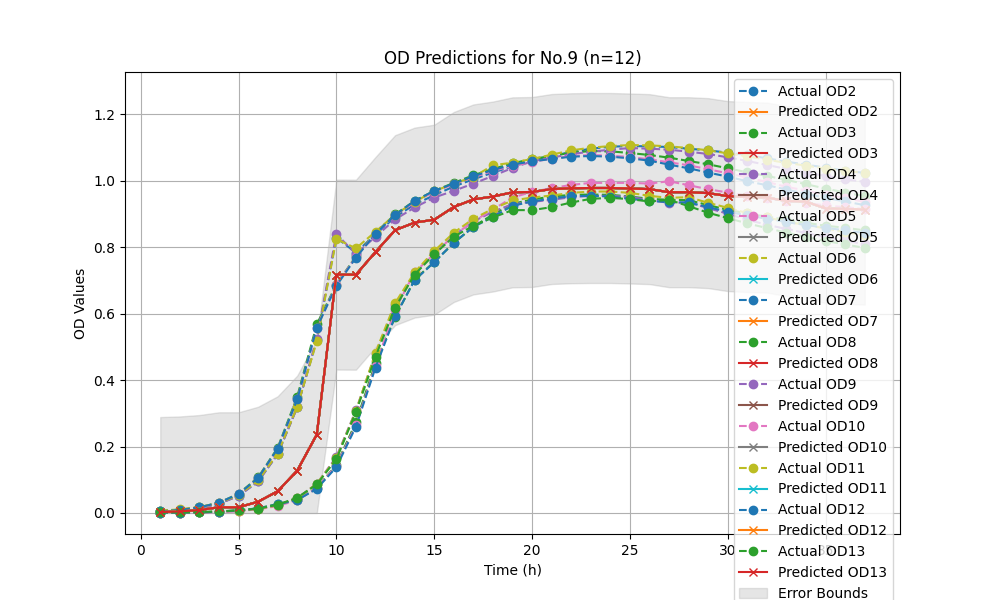 OD Predictions for No.9 (n=12)
OD Values
1.2
1.0
0.8
0.6
0.4
0.2
0.0
0
5
10
15
20
25
30
35
Time (h)
Actual OD2
Predicted OD2
Actual OD3
Predicted OD3
Actual OD4
Predicted OD4
Actual OD5
Predicted OD5
Actual OD6
Predicted OD6
Actual OD7
Predicted OD7
Actual OD8
Predicted OD8
Actual OD9
Predicted OD9
Actual OD10
Predicted OD10
Actual OD11
Predicted OD11
Actual OD12
Predicted OD12
Actual OD13
Predicted OD13
Error Bounds